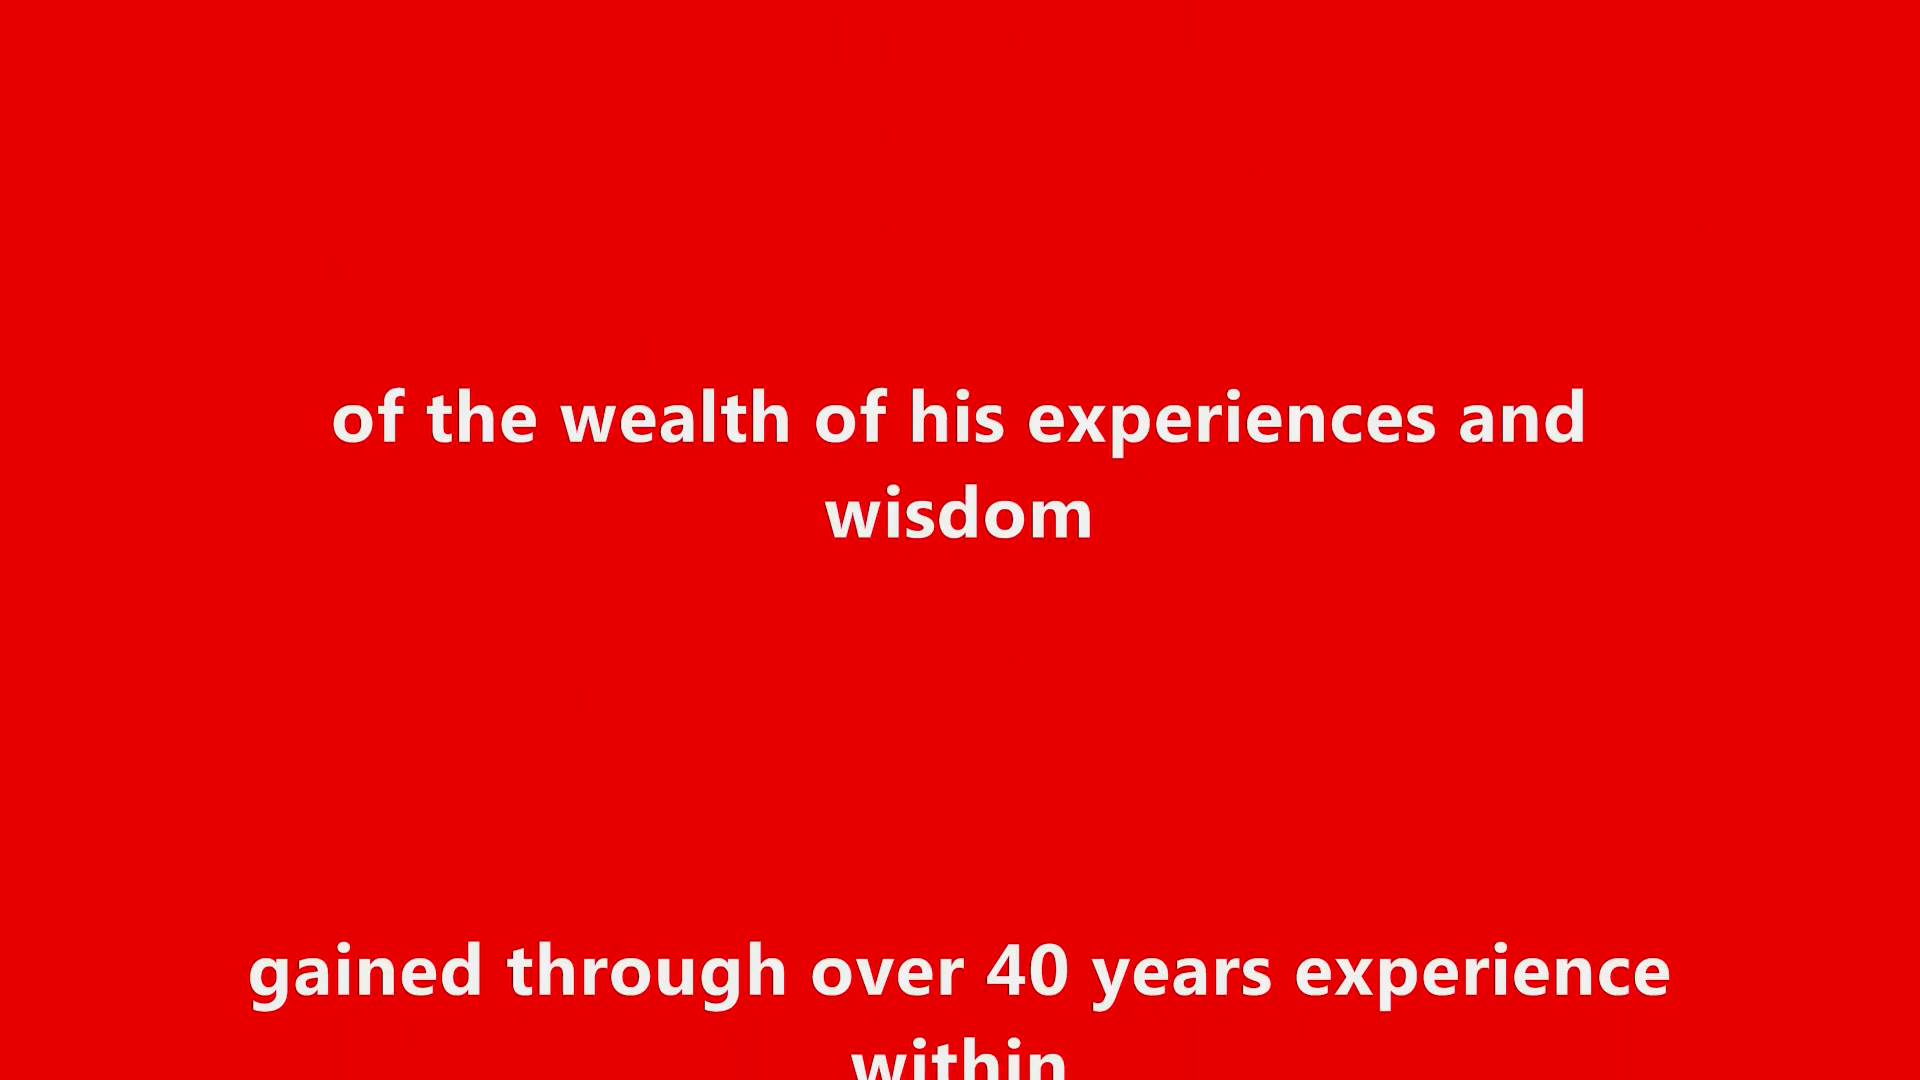 of the wealth of his experiences and
wisdom
gained through over 40 years experience
within